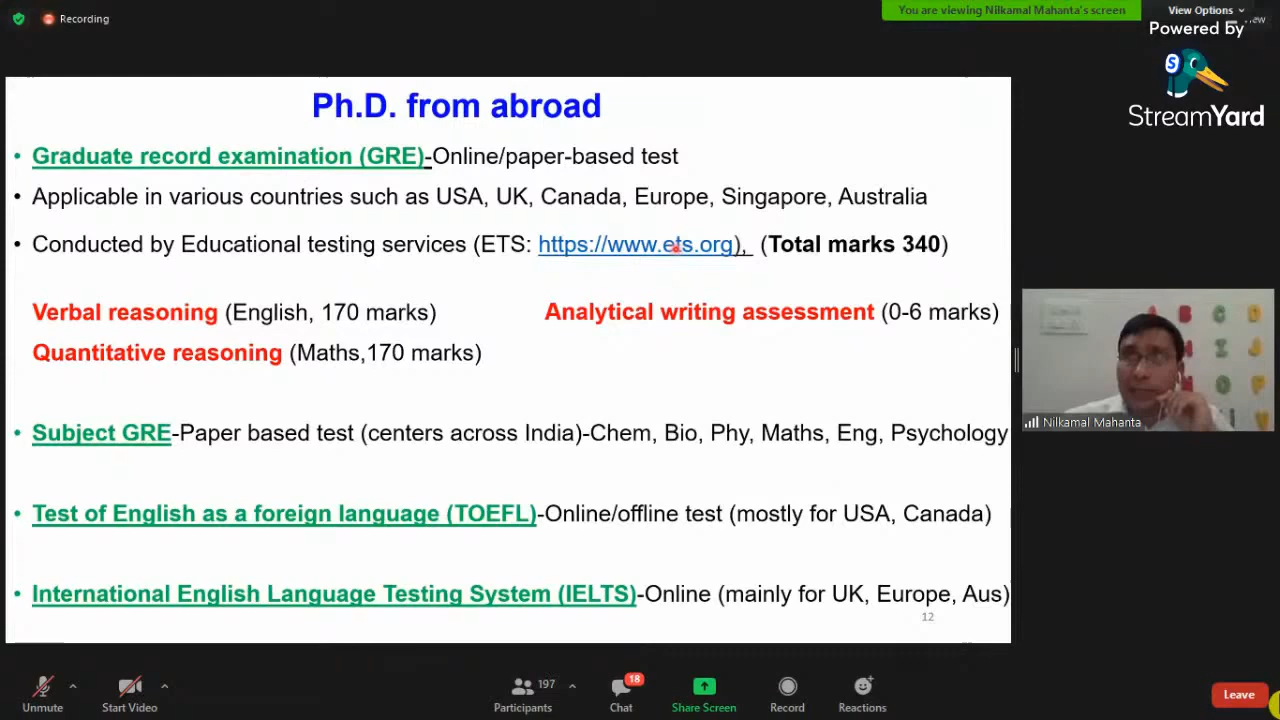 Recording
You are viewing Nilkamal Mahanta's screen
View Options
View
Powered by
StreamYard
Ph.D. from abroad
• Graduate record examination (GRE)-Online/paper-based test
• Applicable in various countries such as USA, UK, Canada, Europe, Singapore, Australia
• Conducted by Educational testing services (ETS: https://www.ets.org), (Total marks 340)
Verbal reasoning (English, 170 marks) Analytical writing assessment (0-6 marks)
Quantitative reasoning (Maths,170 marks)
• Subject GRE-Paper based test (centers across India)-Chem, Bio, Phy, Maths, Eng, Psychology
• Test of English as a foreign language (TOEFL)-Online/offline test (mostly for USA, Canada)
• International English Language Testing System (IELTS)-Online (mainly for UK, Europe, Aus)
12
Nilkamal Mahanta
Unmute
Start Video
197
Participants
18
Chat
Share Screen
Record
Reactions
Leave